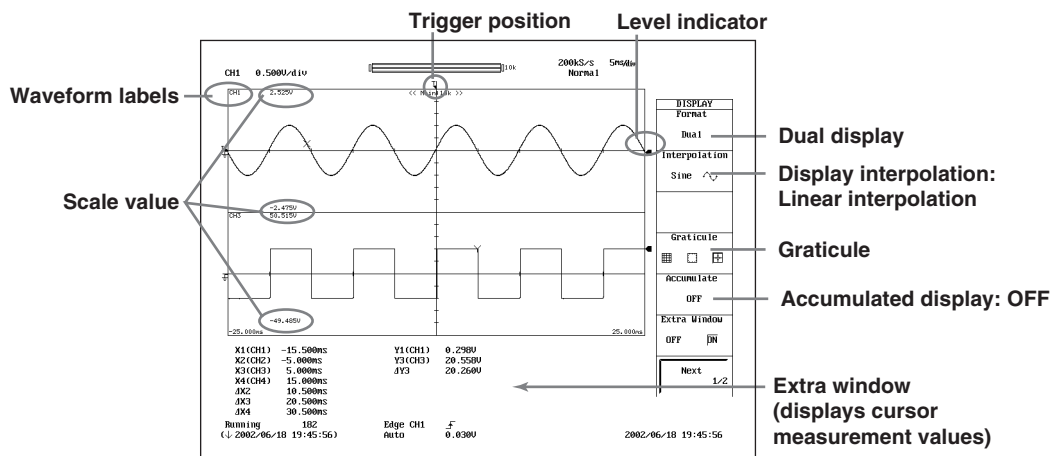 Trigger position
Level indicator
Waveform labels
Scale value
Dual display
Display interpolation:
Linear interpolation
Graticule
Accumulated display: OFF
Extra window
(displays cursor
measurement values)
CH1 0.500V/div
10k
200kS/s 5ms/div
Normal
CH1 2.525V
<< Main:10k >>
-2.475V
CH3 50.515V
-49.485V
-25.000ms
25.000ms
DISPLAY
Format
Dual
Interpolation
Sine
Graticule
Accumulate
OFF
Extra Window
OFF ON
Next
1/2
X1(CH1) -15.500ms
X2(CH2) -5.000ms
X3(CH3) 5.000ms
X4(CH4) 15.000ms
ΔX2 10.500ms
ΔX3 20.500ms
ΔX4 30.500ms
Y1(CH1) 0.298V
Y3(CH3) 20.558V
ΔY3 20.260V
Running 182
(↓ 2002/06/18 19:45:56)
Edge CH1
Auto 0.030V
2002/06/18 19:45:56